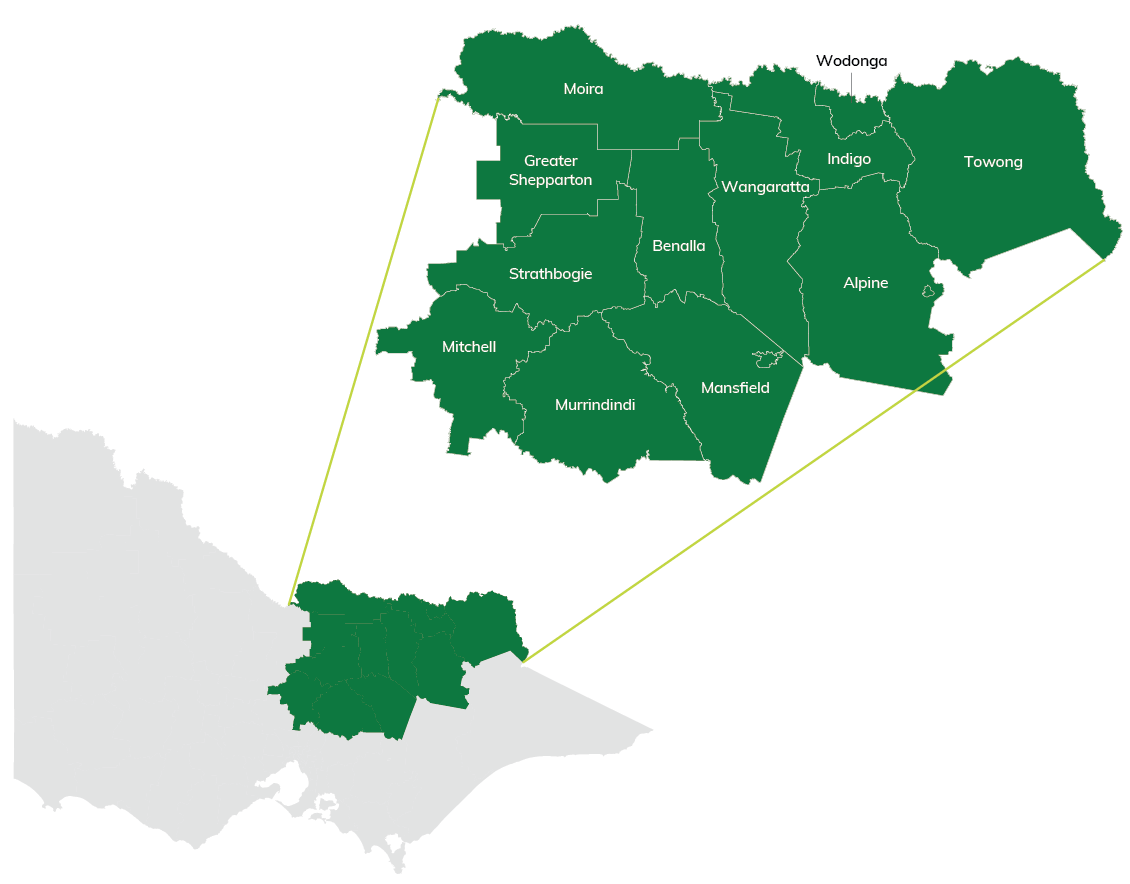 Wodonga
Moira
Greater
Shepparton
Indigo
Towong
Wangaratta
Benalla
Strathbogie
Alpine
Mitchell
Mansfield
Murrindindi